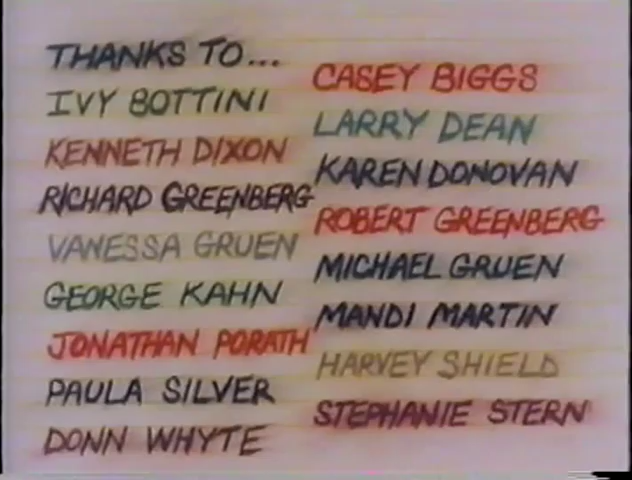 THANKS TO...
IVY BOTTINI
KENNETH DIXON
RICHARD GREENBERG
VANESSA GRUEN
GEORGE KAHN
JONATHAN PORATH
PAULA SILVER
DONN WHYTE
CASEY BIGGS
LARRY DEAN
KAREN DONOVAN
ROBERT GREENBERG
MICHAEL GRUEN
MANDI MARTIN
HARVEY SHIELD
STEPHANIE STERN